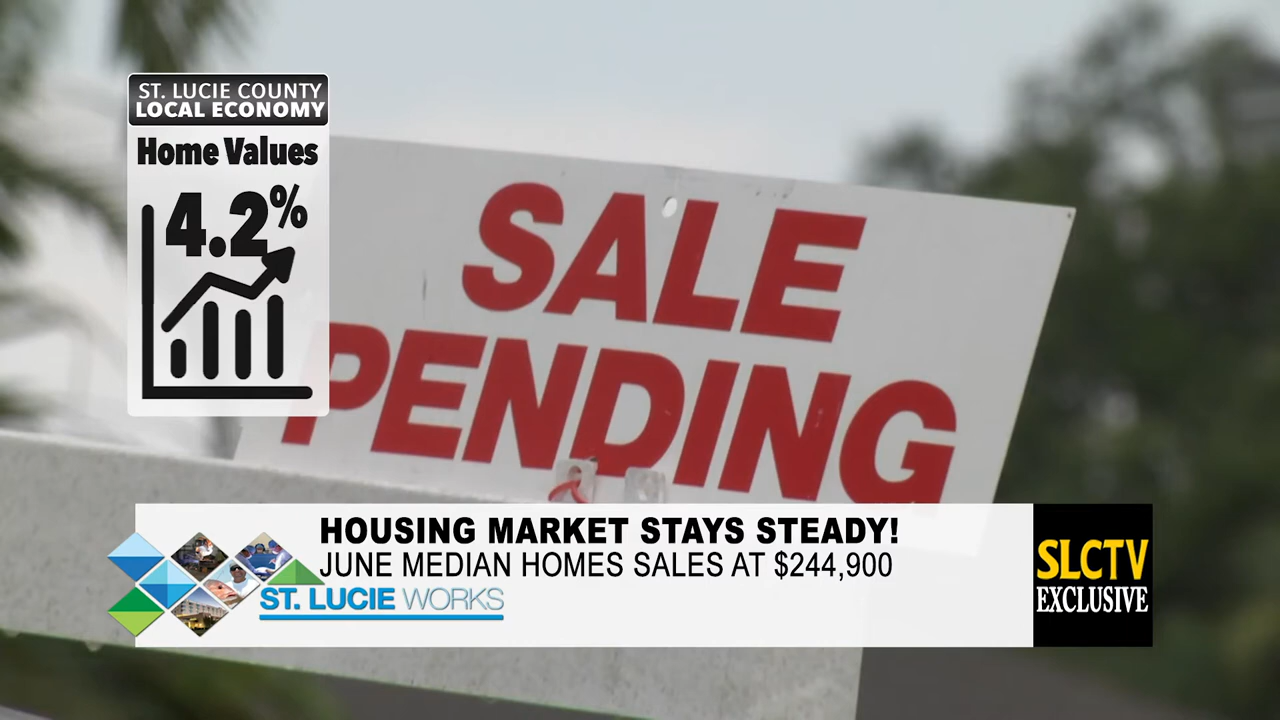 ST. LUCIE COUNTY
LOCAL ECONOMY
Home Values
4.2%
SALE
PENDING
HOUSING MARKET STAYS STEADY!
JUNE MEDIAN HOMES SALES AT $244,900
ST. LUCIE WORKS
SLCTV
EXCLUSIVE